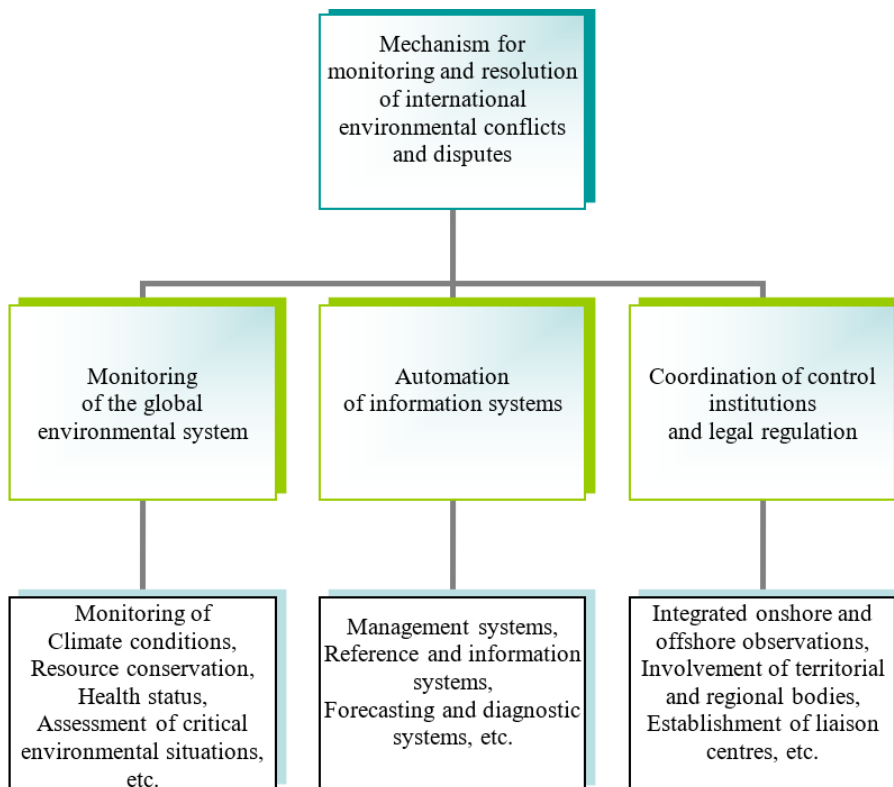 Mechanism for
monitoring and resolution
of international
environmental conflicts
and disputes
Monitoring
of the global
environmental system
Automation
of information systems
Coordination of control
institutions
and legal regulation
Monitoring of
Climate conditions,
Resource conservation,
Health status,
Assessment of critical
environmental situations,
etc.
Management systems,
Reference and information
systems,
Forecasting and diagnostic
systems, etc.
Integrated onshore and
offshore observations,
Involvement of territorial
and regional bodies,
Establishment of liaison
centres, etc.